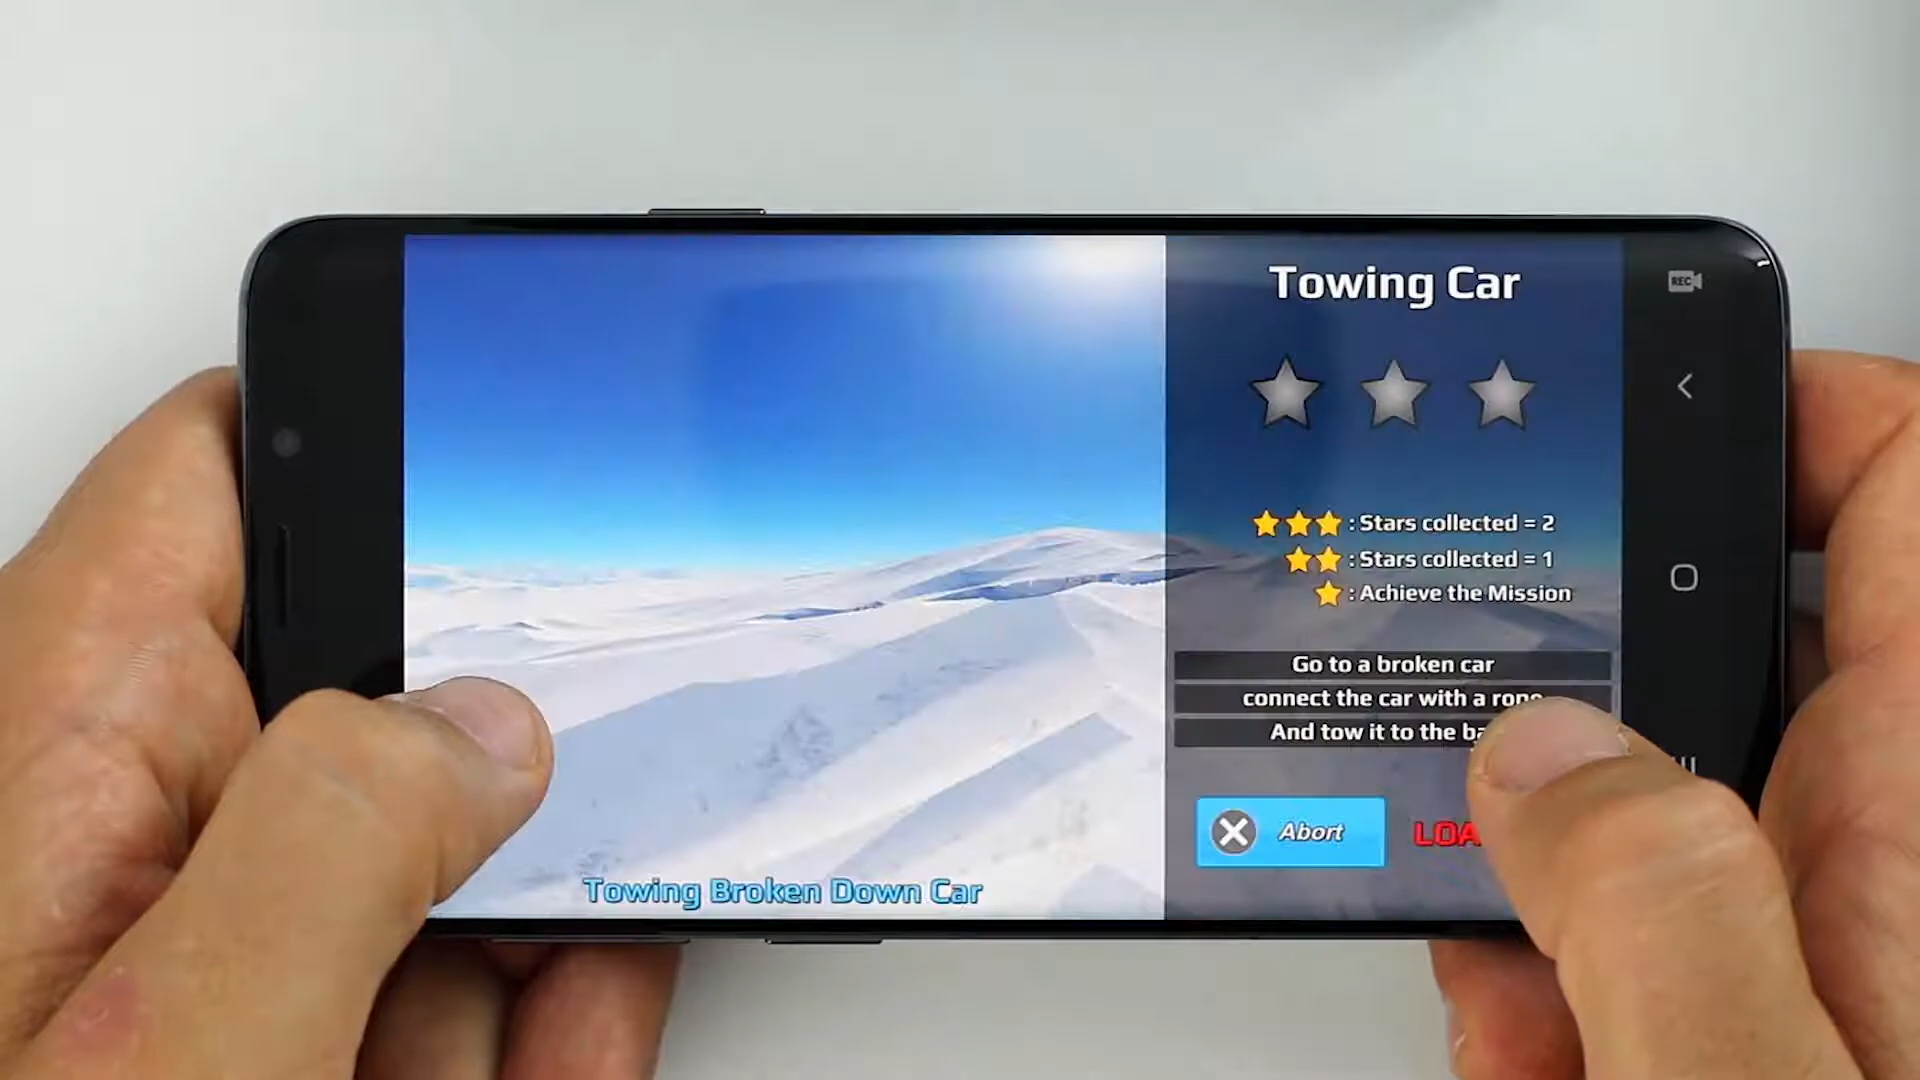 Towing Car
REC
: Stars collected = 2
: Stars collected = 1
: Achieve the Mission
Go to a broken car
connect the car with a
And tow it to the
Abort
Towing Broken Down Car